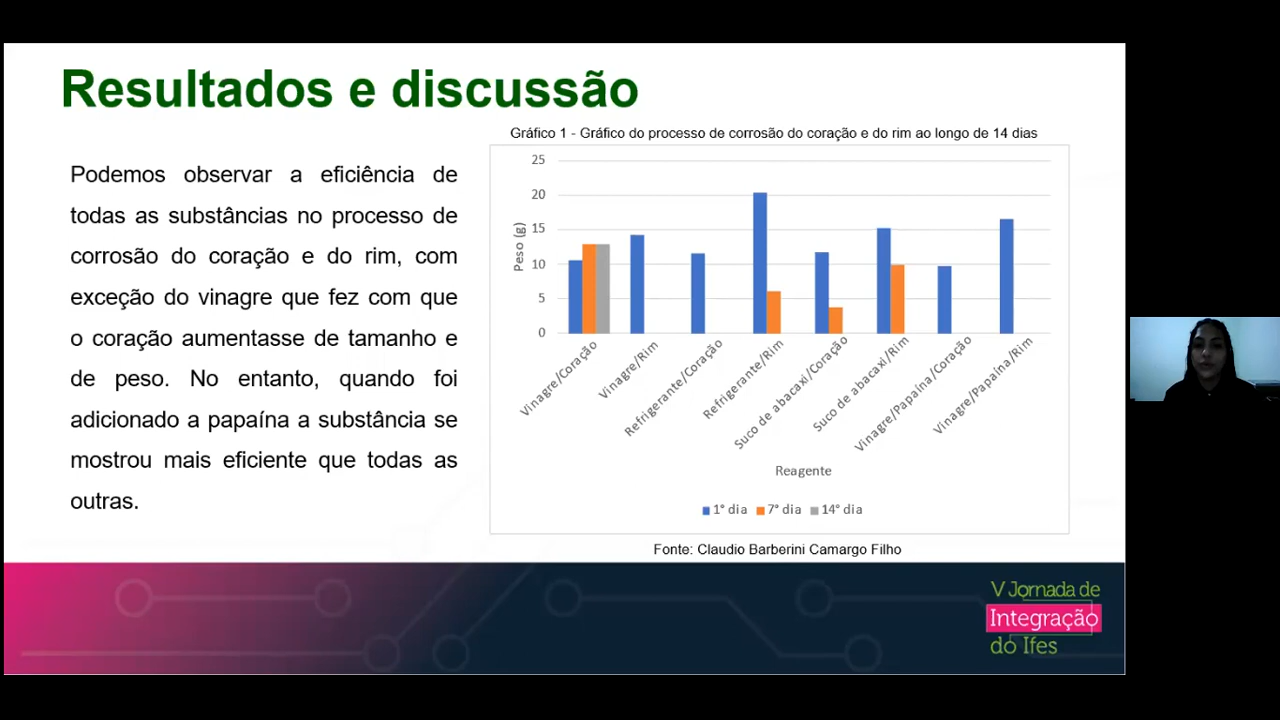 Resultados e discussão
Podemos observar a eficiência de
todas as substâncias no processo de
corrosão do coração e do rim, com
exceção do vinagre que fez com que
o coração aumentasse de tamanho e
de peso. No entanto, quando foi
adicionado a papaína a substância se
mostrou mais eficiente que todas as
outras.
Gráfico 1 - Gráfico do processo de corrosão do coração e do rim ao longo de 14 dias
Peso (g)
25
20
15
10
5
0
Vinagre/Coração
Vinagre/Rim
Refrigerante/Coração
Refrigerante/Rim
Suco de abacaxi/Coração
Suco de abacaxi/Rim
Vinagre/Papaína/Coração
Vinagre/Papaína/Rim
Reagente
1° dia 7° dia 14° dia
Fonte: Claudio Barberini Camargo Filho
V Jornada de
Integração
do Ifes